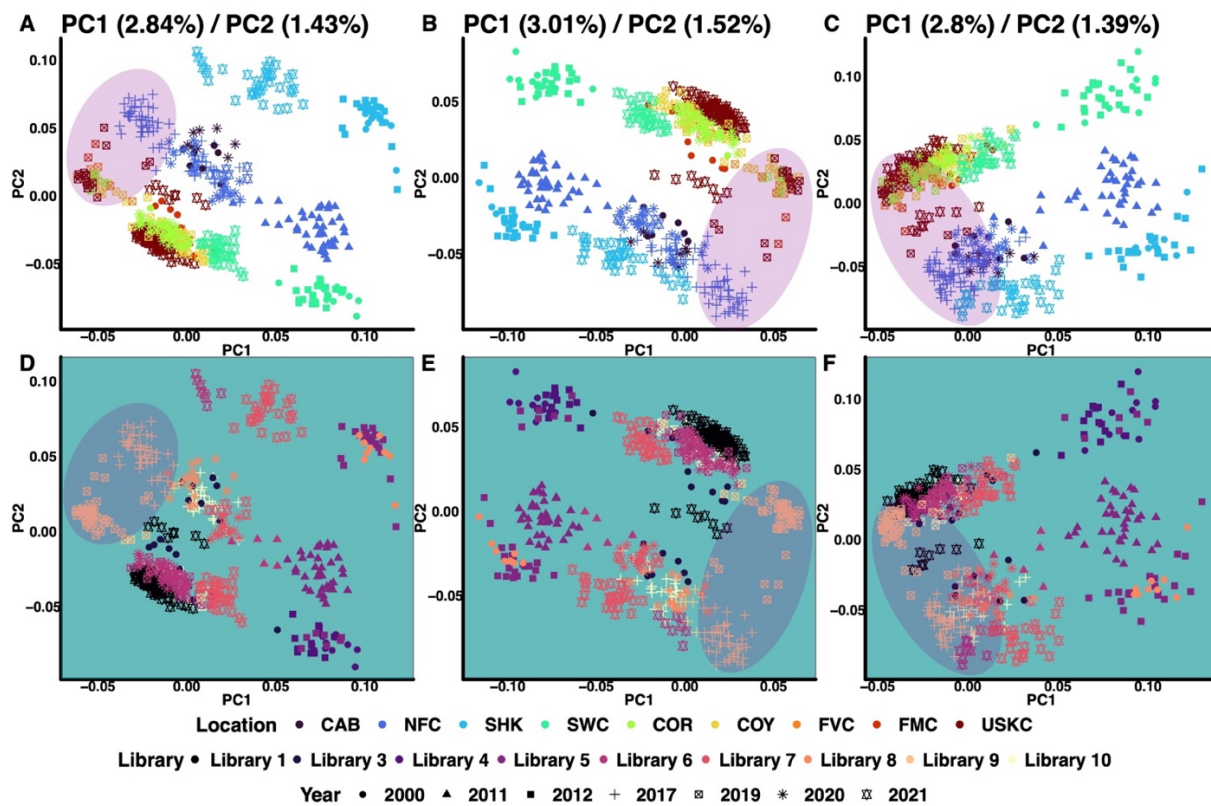 A PC1 (2.84%) / PC2 (1.43%)
B PC1 (3.01%) / PC2 (1.52%)
C PC1 (2.8%) / PC2 (1.39%)
0.10
0.05
0.00
−0.05
PC2
−0.05 0.00 0.05 0.10
PC1
0.05
0.00
−0.05
PC2
−0.10 −0.05 0.00 0.05
PC1
0.10
0.05
0.00
−0.05
PC2
−0.05 0.00 0.05 0.10
PC1
D
0.10
0.05
0.00
−0.05
PC2
−0.05 0.00 0.05 0.10
PC1
E
0.05
0.00
−0.05
PC2
−0.10 −0.05 0.00 0.05
PC1
F
0.10
0.05
0.00
−0.05
PC2
−0.05 0.00 0.05 0.10
PC1
Location CAB NFC SHK SWC COR COY FVC FMC USKC
Library Library 1 Library 3 Library 4 Library 5 Library 6 Library 7 Library 8 Library 9 Library 10
Year 2000 2011 2012 2017 2019 2020 2021